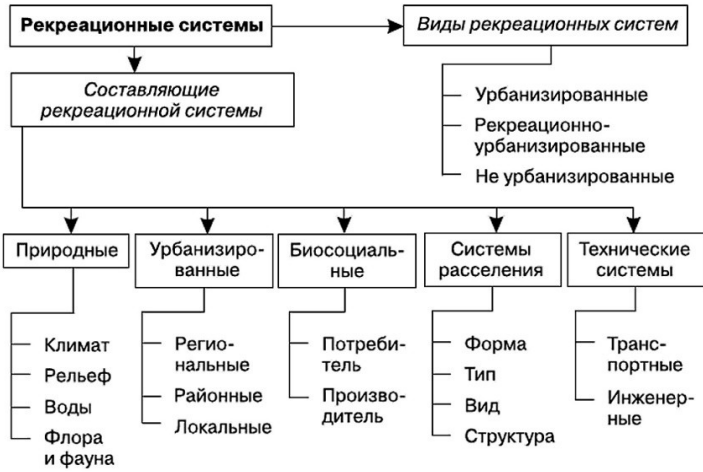 Рекреационные системы
Виды рекреационных систем
Составляющие
рекреационной системы
Урбанизированные
Рекреационно-
урбанизированные
Не урбанизированные
Природные
Климат
Рельеф
Воды
Флора
и фауна
Урбанизиро-
ванные
Регио-
нальные
Районные
Локальные
Биосоциаль-
ные
Потреби-
тель
Произво-
дитель
Системы
расселения
Форма
Тип
Вид
Структура
Технические
системы
Транс-
портные
Инженер-
ные